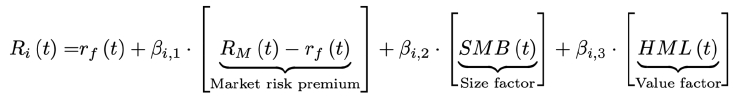 R_i (t) = r_f (t) + β_{i,1} · [R_M (t) − r_f (t)] + β_{i,2} · [SMB (t)] + β_{i,3} · [HML (t)]
Market risk premium Size factor Value factor